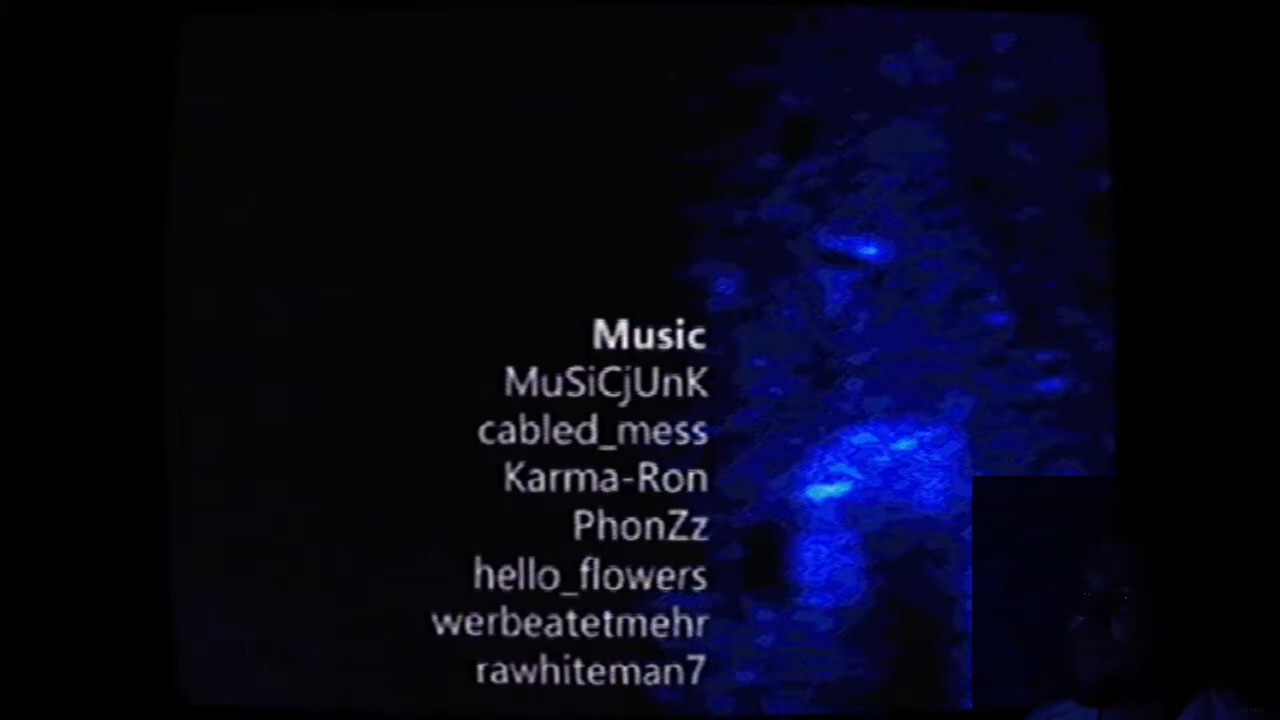 Music
MuSiCjUnK
cabled_mess
Karma-Ron
PhonZz
hello_flowers
werbeatetmehr
rawhiteman7